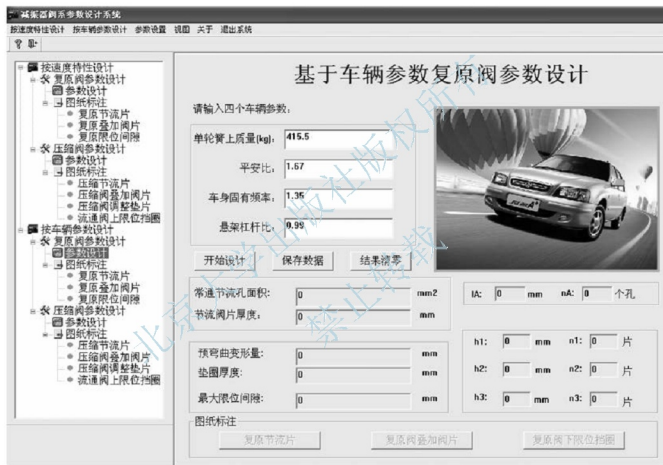 减振器阀系参数设计系统
按速度特性设计 按车辆参数设计 参数设置 视图 关于 退出系统
按速度特性设计
复原阀参数设计
参数设计
图纸标注
复原节流片
复原叠加阀片
复原限位间隙
压缩阀参数设计
参数设计
图纸标注
压缩节流片
压缩阀叠加阀片
压缩阀调整垫片
流通阀上限位挡圈
按车辆参数设计
复原阀参数设计
参数设计
图纸标注
复原节流片
复原叠加阀片
复原限位间隙
压缩阀参数设计
参数设计
图纸标注
压缩节流片
压缩阀叠加阀片
压缩阀调整垫片
流通阀上限位挡圈
基于车辆参数复原阀参数设计
请输入四个车辆参数:
单轮簧上质量(kg): 415.5
平安比: 1.67
车身固有频率: 1.35
悬架杠杆比: 0.99
开始设计 保存数据 结果清零
常通节流孔面积: 0 mm2
节流阀片厚度: 0 mm
lA: 0 mm nA: 0 个孔
预弯曲变形量: 0 mm
垫圈厚度: 0 mm
最大限位间隙: 0 mm
h1: 0 mm n1: 0 片
h2: 0 mm n2: 0 片
h3: 0 mm n3: 0 片
图纸标注
复原节流片 复原阀叠加阀片 复原阀下限位挡圈
北京大学出版社版权所有
禁止转载